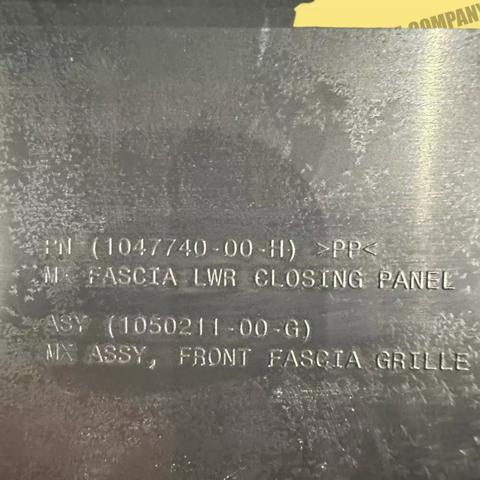 COMPANY
PN (1047740-00-H) >PP<
MX FASCIA LWR CLOSING PANEL
ASY (1050211-00-G)
MX ASSY, FRONT FASCIA GRILLE